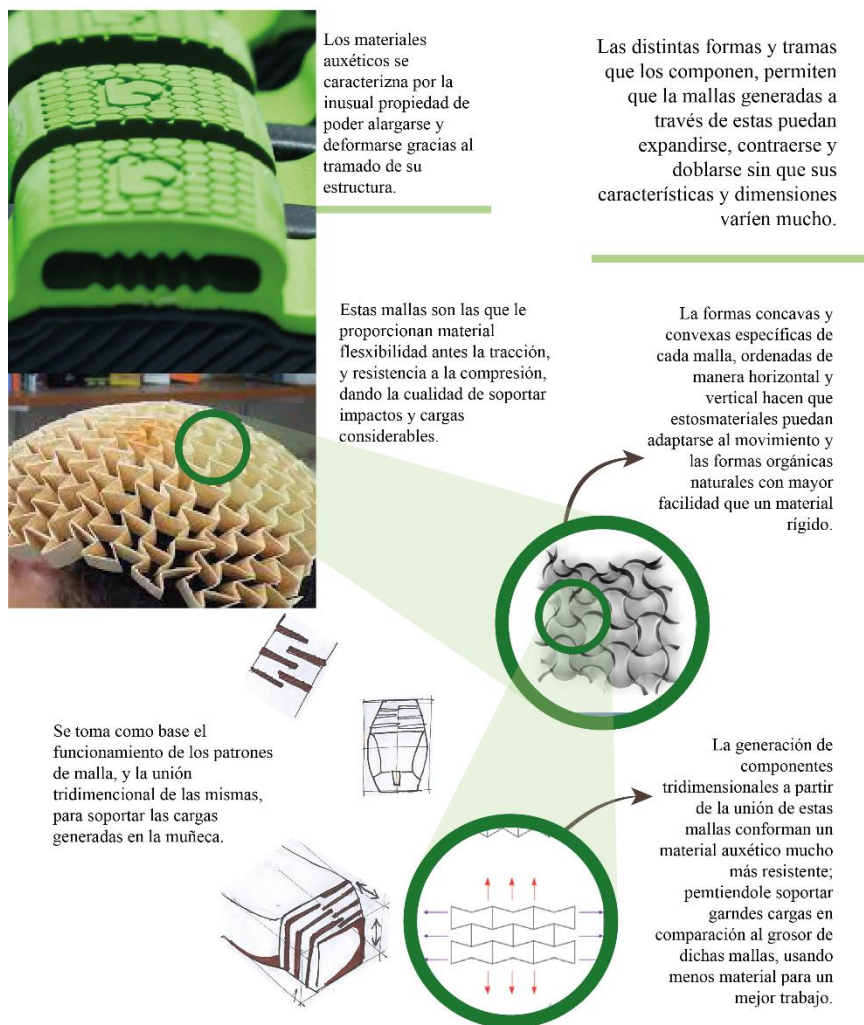 Los materiales
auxéticos se
caracterizna por la
inusual propiedad de
poder alargarse y
deformarse gracias al
tramado de su
estructura.
Las distintas formas y tramas
que los componen, permiten
que la mallas generadas a
través de estas puedan
expandirse, contraerse y
doblarse sin que sus
características y dimensiones
varíen mucho.
Estas mallas son las que le
proporcionan material
flesxibilidad antes la tracción,
y resistencia a la compresión,
dando la cualidad de soportar
impactos y cargas
considerables.
La formas concavas y
convexas específicas de
cada malla, ordenadas de
manera horizontal y
vertical hacen que
estosmateriales puedan
adaptarse al movimiento y
las formas orgánicas
naturales con mayor
facilidad que un material
rígido.
Se toma como base el
funcionamiento de los patrones
de malla, y la unión
tridimencional de las mismas,
para soportar las cargas
generadas en la muñeca.
La generación de
componentes
tridimensionales a partir
de la unión de estas
mallas conforman un
material auxético mucho
más resistente;
pemtiendole soportar
garndes cargas en
comparación al grosor de
dichas mallas, usando
menos material para un
mejor trabajo.